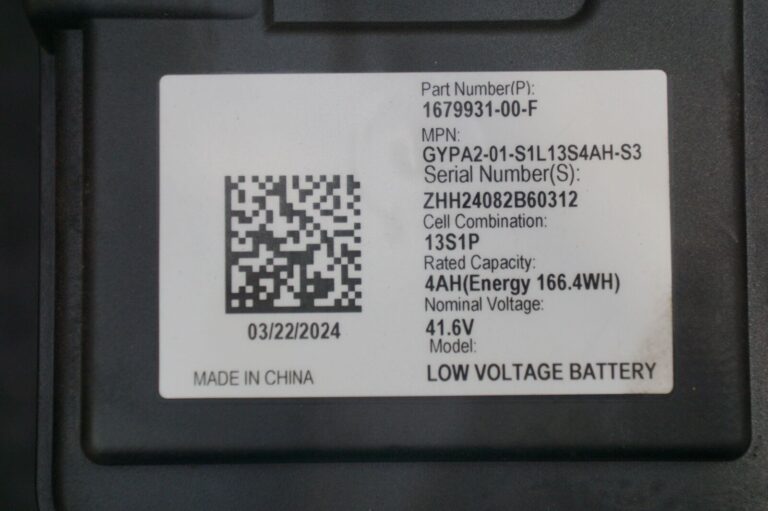 Part Number(P):
1679931-00-F
MPN:
GYPA2-01-S1L13S4AH-S3
Serial Number(S):
ZHH24082B60312
Cell Combination:
13S1P
Rated Capacity:
4AH(Energy 166.4WH)
Nominal Voltage:
41.6V
Model:
LOW VOLTAGE BATTERY
03/22/2024
MADE IN CHINA